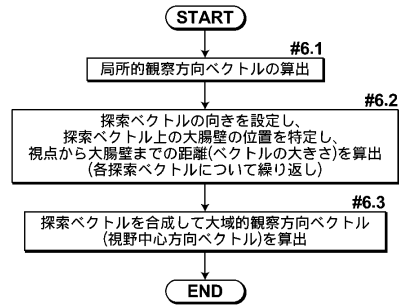 START
#6.1
局所的観察方向ベクトルの算出
#6.2
探索ベクトルの向きを設定し、
探索ベクトル上の大腸壁の位置を特定し、
視点から大腸壁までの距離(ベクトルの大きさ)を算出
(各探索ベクトルについて繰り返し)
#6.3
探索ベクトルを合成して大域的観察方向ベクトル
(視野中心方向ベクトル)を算出
END